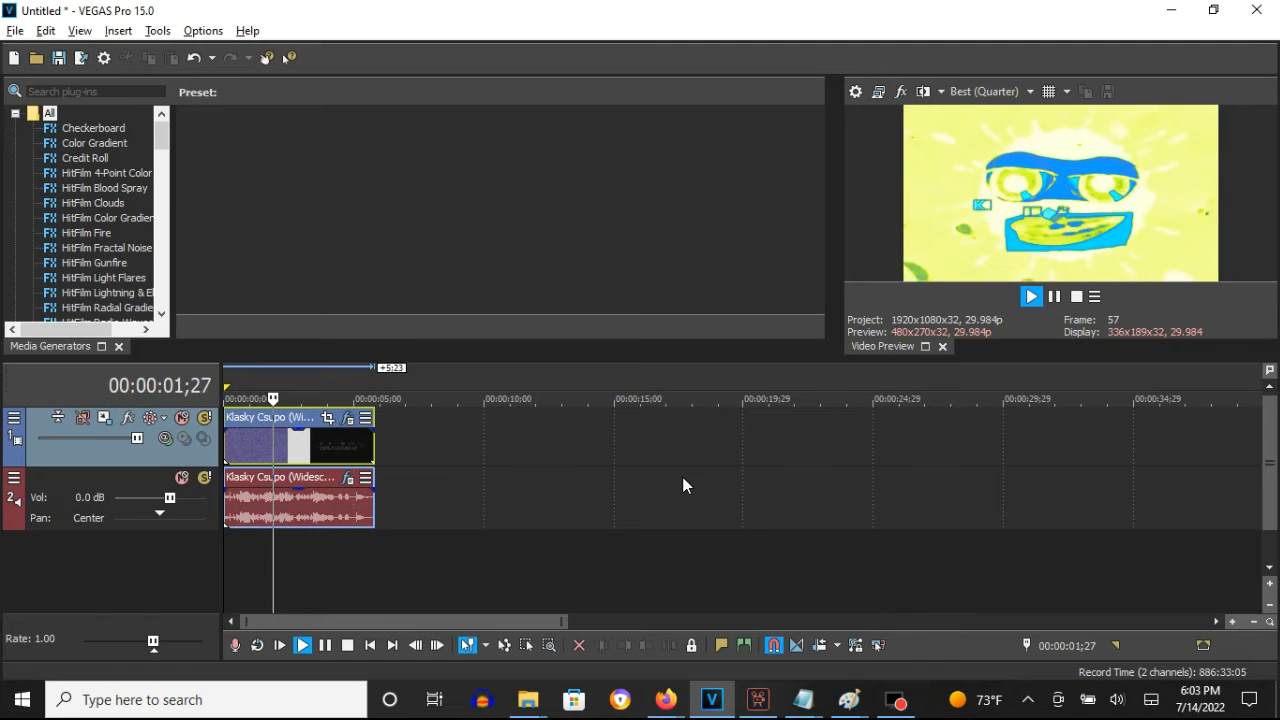 Untitled * - VEGAS Pro 15.0
File Edit View Insert Tools Options Help
Search plug-ins
Preset:
Best (Quarter)
All
Checkerboard
Color Gradient
Credit Roll
HitFilm 4-Point Color
HitFilm Blood Spray
HitFilm Clouds
HitFilm Color Gradien
HitFilm Fire
HitFilm Fractal Noise
HitFilm Gunfire
HitFilm Light Flares
HitFilm Lightning & El
HitFilm Radial Gradie
Project: 1920x1080x32, 29.984p Frame: 57
Preview: 480x270x32, 29.984p Display: 336x189x32, 29.984
Media Generators
Video Preview
+5;23
00:00:01;27
00:00:00;0 00:00:05;00 00:00:10;00 00:00:15;00 00:00:19;29 00:00:24;29 00:00:29;29 00:00:34;29
1
Klasky Csupo (Wi...
2
Klasky Csupo (Widesc...
Vol: 0.0 dB
Pan: Center
Rate: 1.00
00:00:01;27
Record Time (2 channels): 886:33:05
Type here to search
73°F
6:03 PM
7/14/2022